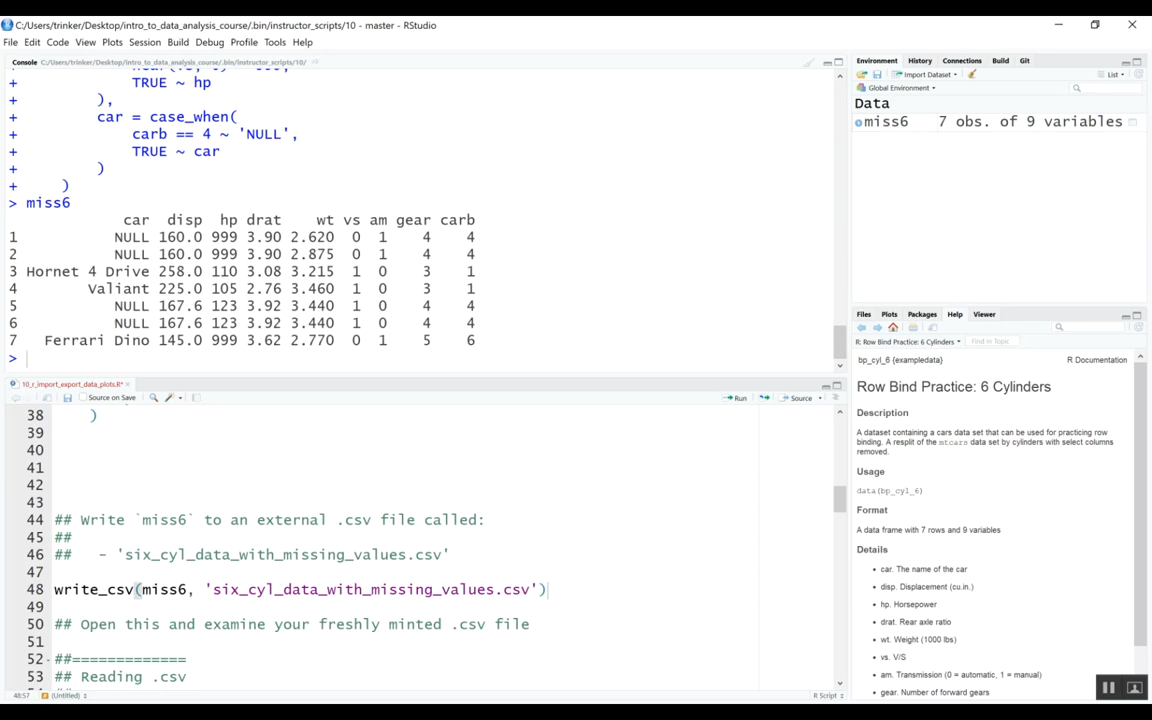 C:/Users/trinker/Desktop/intro_to_data_analysis_course/.bin/instructor_scripts/10 - master - RStudio
File Edit Code View Plots Session Build Debug Profile Tools Help
Console C:/Users/trinker/Desktop/intro_to_data_analysis_course/.bin/instructor_scripts/10/
+ TRUE ~ hp
+ ),
+ car = case_when(
+ carb == 4 ~ 'NULL',
+ TRUE ~ car
+ )
+ )
> miss6
car disp hp drat wt vs am gear carb
1 NULL 160.0 999 3.90 2.620 0 1 4 4
2 NULL 160.0 999 3.90 2.875 0 1 4 4
3 Hornet 4 Drive 258.0 110 3.08 3.215 1 0 3 1
4 Valiant 225.0 105 2.76 3.460 1 0 3 1
5 NULL 167.6 123 3.92 3.440 1 0 4 4
6 NULL 167.6 123 3.92 3.440 1 0 4 4
7 Ferrari Dino 145.0 999 3.62 2.770 0 1 5 6
>
10_r_import_export_data_plots.R*
Source on Save Run Source
38 )
39
40
41
42
43
44 ## Write `miss6` to an external .csv file called:
45 ##
46 ## - 'six_cyl_data_with_missing_values.csv'
47
48 write_csv(miss6, 'six_cyl_data_with_missing_values.csv')
49
50 ## Open this and examine your freshly minted .csv file
51
52 ##=============
53 ## Reading .csv
48:57 (Untitled) R Script
Environment History Connections Build Git
Import Dataset List
Global Environment
Data
miss6 7 obs. of 9 variables
Files Plots Packages Help Viewer
R: Row Bind Practice: 6 Cylinders Find in Topic
bp_cyl_6 {exampledata} R Documentation
Row Bind Practice: 6 Cylinders
Description
A dataset containing a cars data set that can be used for practicing row
binding. A resplit of the mtcars data set by cylinders with select columns
removed.
Usage
data(bp_cyl_6)
Format
A data frame with 7 rows and 9 variables
Details
• car. The name of the car
• disp. Displacement (cu.in.)
• hp. Horsepower
• drat. Rear axle ratio
• wt. Weight (1000 lbs)
• vs. V/S
• am. Transmission (0 = automatic, 1 = manual)
• gear. Number of forward gears